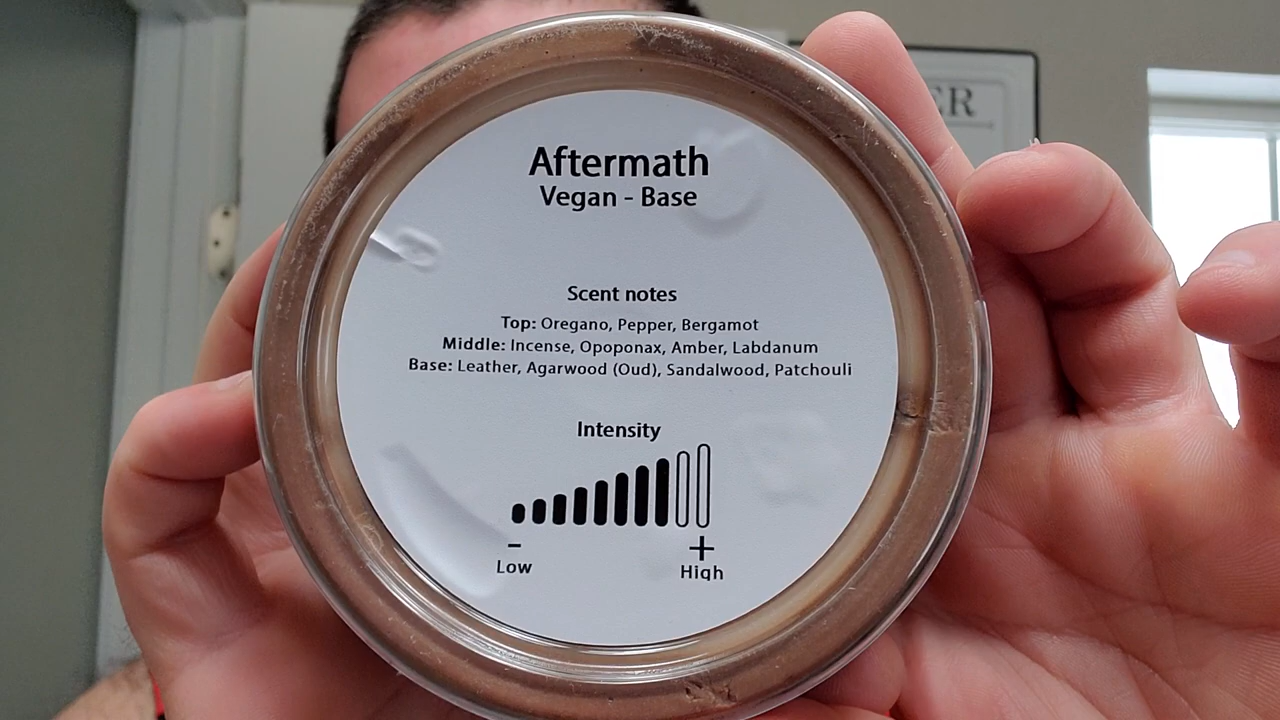 Aftermath
Vegan - Base
Scent notes
Top: Oregano, Pepper, Bergamot
Middle: Incense, Opoponax, Amber, Labdanum
Base: Leather, Agarwood (Oud), Sandalwood, Patchouli
Intensity
− +
Low High
ER